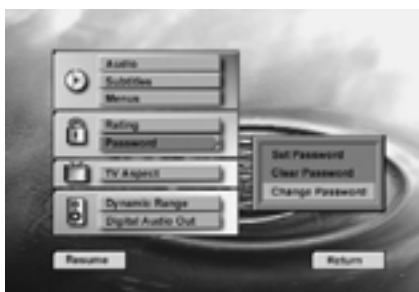 Audio
Subtitles
Menus
Rating
Password
Set Password
Clear Password
Change Password
TV Aspect
Dynamic Range
Digital Audio Out
Resume
Return